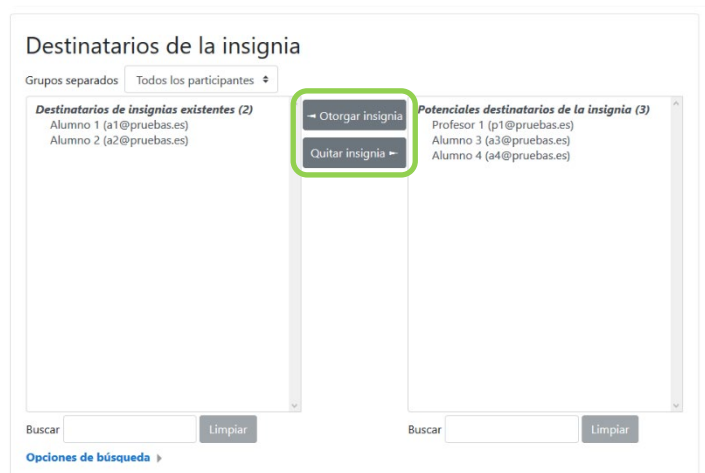 Destinatarios de la insignia
Grupos separados Todos los participantes
Destinatarios de insignias existentes (2)
Alumno 1 (a1@pruebas.es)
Alumno 2 (a2@pruebas.es)
◄ Otorgar insignia
Quitar insignia ►
Potenciales destinatarios de la insignia (3)
Profesor 1 (p1@pruebas.es)
Alumno 3 (a3@pruebas.es)
Alumno 4 (a4@pruebas.es)
Buscar Limpiar
Buscar Limpiar
Opciones de búsqueda